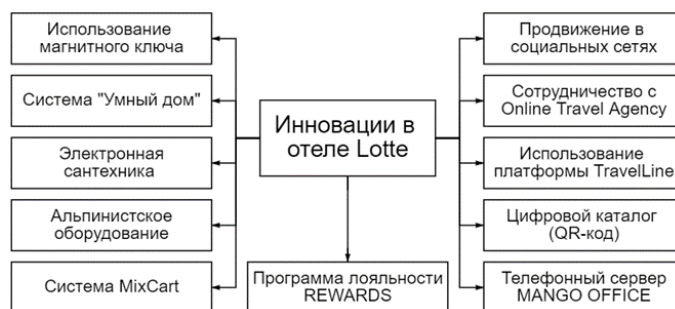 Использование
магнитного ключа
Система "Умный дом"
Электронная
сантехника
Альпинистское
оборудование
Система MixCart
Инновации в
отеле Lotte
Программа лояльности
REWARDS
Продвижение в
социальных сетях
Сотрудничество с
Online Travel Agency
Использование
платформы TravelLine
Цифровой каталог
(QR-код)
Телефонный сервер
MANGO OFFICE